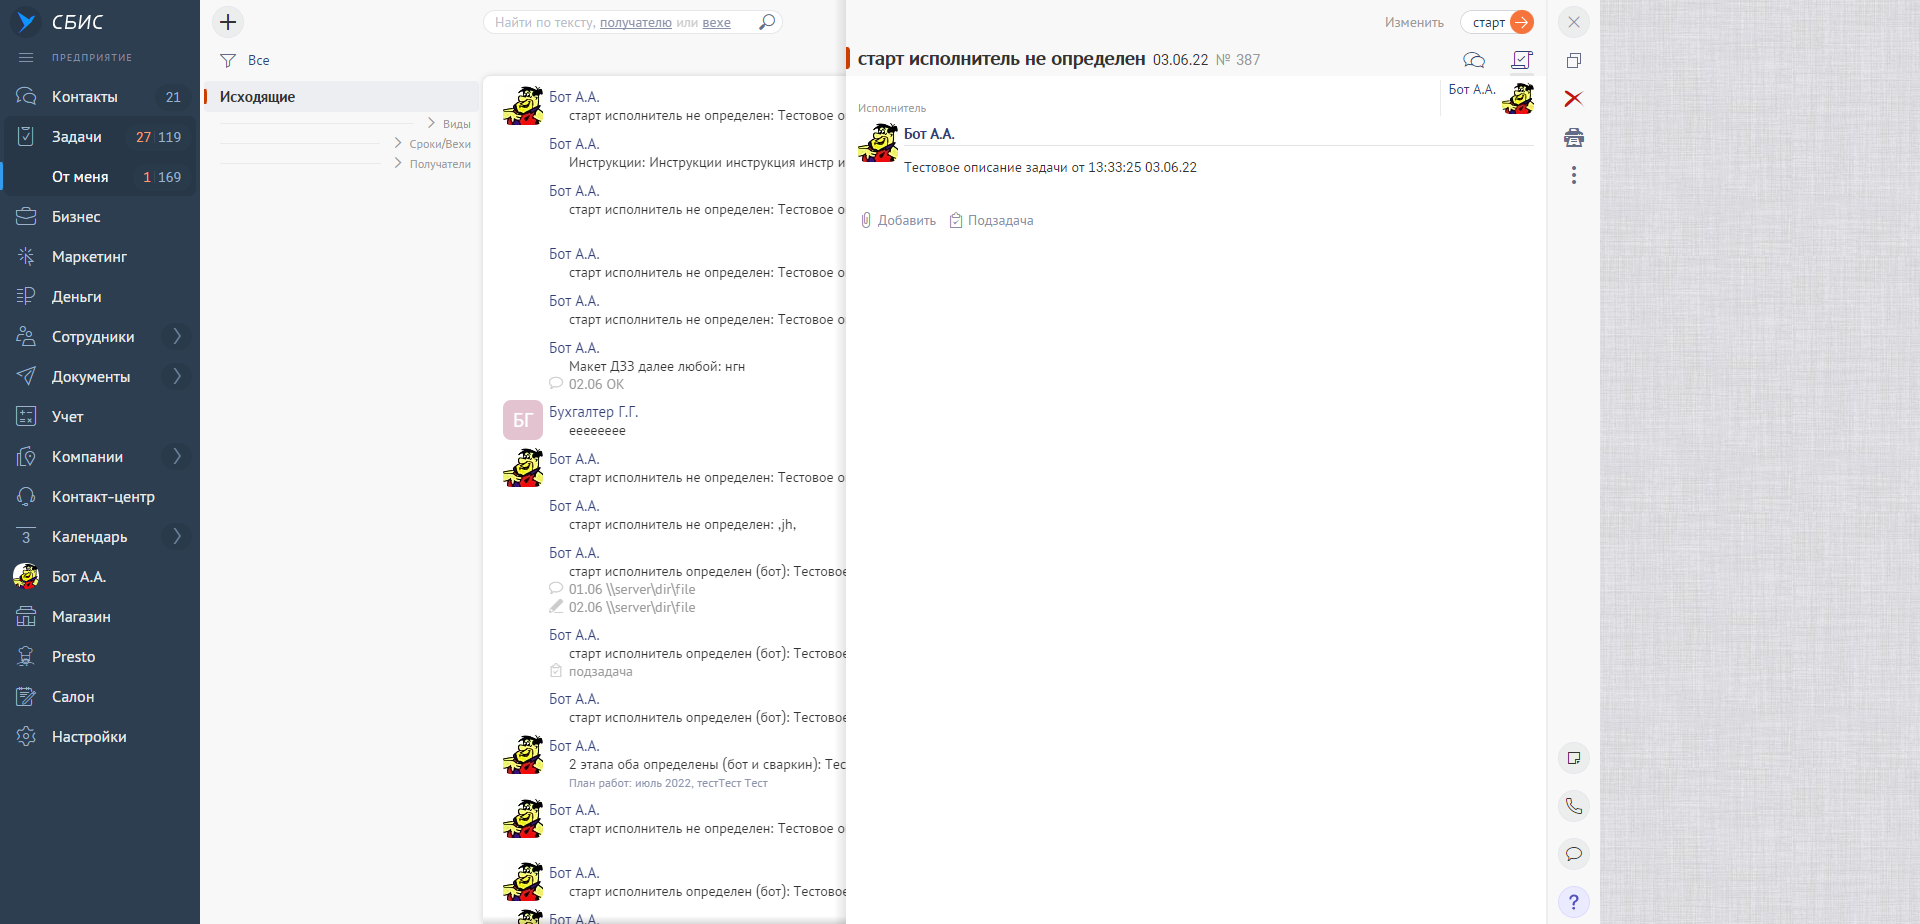 СБИС
ПРЕДПРИЯТИЕ
Контакты 21
Задачи 27 119
От меня 1 169
Бизнес
Маркетинг
Деньги
Сотрудники
Документы
Учет
Компании
Контакт-центр
3 Календарь
Бот А.А.
Магазин
Presto
Салон
Настройки
Найти по тексту, получателю или вехе
Все
Исходящие
Виды
Сроки/Вехи
Получатели
Бот А.А.
старт исполнитель не определен: Тестовое о
Бот А.А.
Инструкции: Инструкции инструкция инстр и
Бот А.А.
старт исполнитель не определен: Тестовое о
Бот А.А.
старт исполнитель не определен: Тестовое о
Бот А.А.
старт исполнитель не определен: Тестовое о
Бот А.А.
Макет ДЗЗ далее любой: нгн
02.06 ОК
БГ
Бухгалтер Г.Г.
еееееееe
Бот А.А.
старт исполнитель не определен: Тестовое о
Бот А.А.
старт исполнитель не определен: ,jh,
Бот А.А.
старт исполнитель определен (бот): Тестовое
01.06 \\server\dir\file
02.06 \\server\dir\file
Бот А.А.
старт исполнитель определен (бот): Тестовое
подзадача
Бот А.А.
старт исполнитель определен (бот): Тестовое
Бот А.А.
2 этапа оба определены (бот и сваркин): Тес
План работ: июль 2022, тестТест Тест
Бот А.А.
старт исполнитель не определен: Тестовое о
Бот А.А.
старт исполнитель определен (бот): Тестовое
Бот А.А.
Изменить старт
старт исполнитель не определен 03.06.22 № 387
Бот А.А.
Исполнитель
Бот А.А.
Тестовое описание задачи от 13:33:25 03.06.22
Добавить Подзадача
?